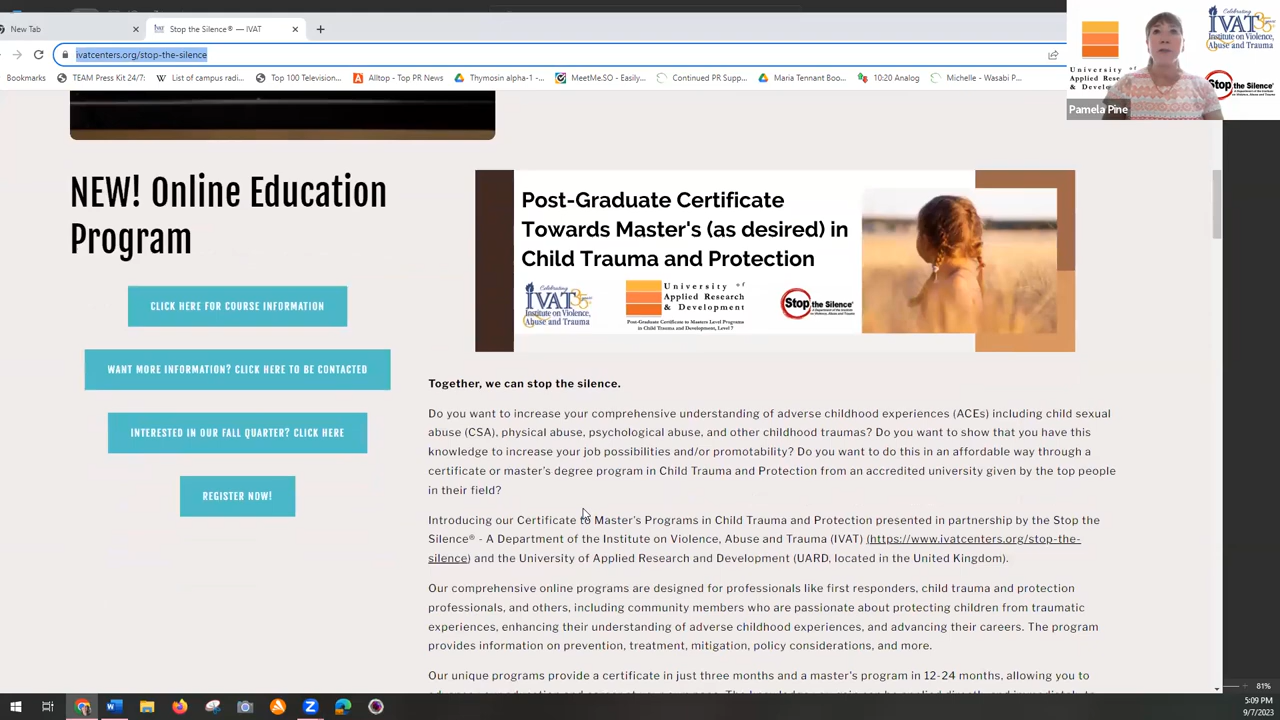 New Tab
Stop the Silence® — IVAT
ivatcenters.org/stop-the-silence
Bookmarks
TEAM Press Kit 24/7:
List of campus radi...
Top 100 Television...
Alltop - Top PR News
Thymosin alpha-1 -...
MeetMe.SO - Easily...
Continued PR Suppo...
Maria Tennant Boo...
10:20 Analog
Michelle - Wasabi P...
Celebrating
IVAT
Institute on Violence,
Abuse and Trauma
University of
Applied Research
& Development
Stop the Silence®
Pamela Pine
NEW! Online Education
Program
CLICK HERE FOR COURSE INFORMATION
WANT MORE INFORMATION? CLICK HERE TO BE CONTACTED
INTERESTED IN OUR FALL QUARTER? CLICK HERE
REGISTER NOW!
Post-Graduate Certificate
Towards Master's (as desired) in
Child Trauma and Protection
IVAT
Institute on Violence,
Abuse and Trauma
University of
Applied Research
& Development
Post-Graduate Certificate to Masters Level Programs
in Child Trauma and Development, Level 7
Stop the Silence®
Together, we can stop the silence.
Do you want to increase your comprehensive understanding of adverse childhood experiences (ACEs) including child sexual
abuse (CSA), physical abuse, psychological abuse, and other childhood traumas? Do you want to show that you have this
knowledge to increase your job possibilities and/or promotability? Do you want to do this in an affordable way through a
certificate or master's degree program in Child Trauma and Protection from an accredited university given by the top people
in their field?
Introducing our Certificate to Master's Programs in Child Trauma and Protection presented in partnership by the Stop the
Silence® - A Department of the Institute on Violence, Abuse and Trauma (IVAT) (https://www.ivatcenters.org/stop-the-
silence) and the University of Applied Research and Development (UARD, located in the United Kingdom).
Our comprehensive online programs are designed for professionals like first responders, child trauma and protection
professionals, and others, including community members who are passionate about protecting children from traumatic
experiences, enhancing their understanding of adverse childhood experiences, and advancing their careers. The program
provides information on prevention, treatment, mitigation, policy considerations, and more.
Our unique programs provide a certificate in just three months and a master's program in 12-24 months, allowing you to
81%
5:09 PM
9/7/2023